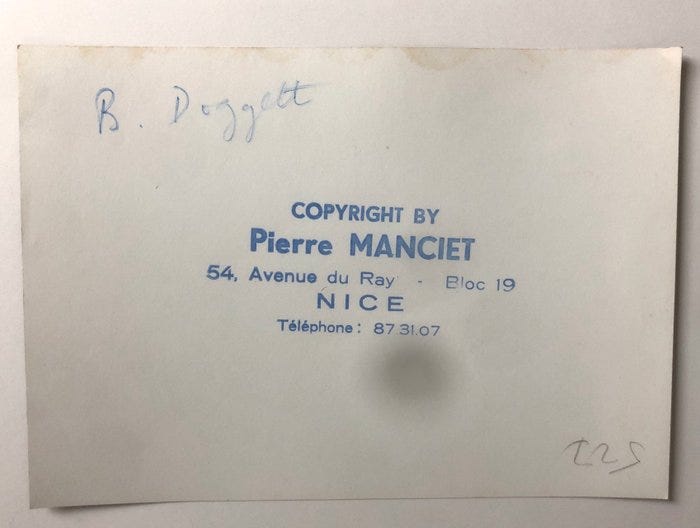 B. Doggett
COPYRIGHT BY
Pierre MANCIET
54, Avenue du Ray - Bloc 19
NICE
Téléphone: 87.31.07